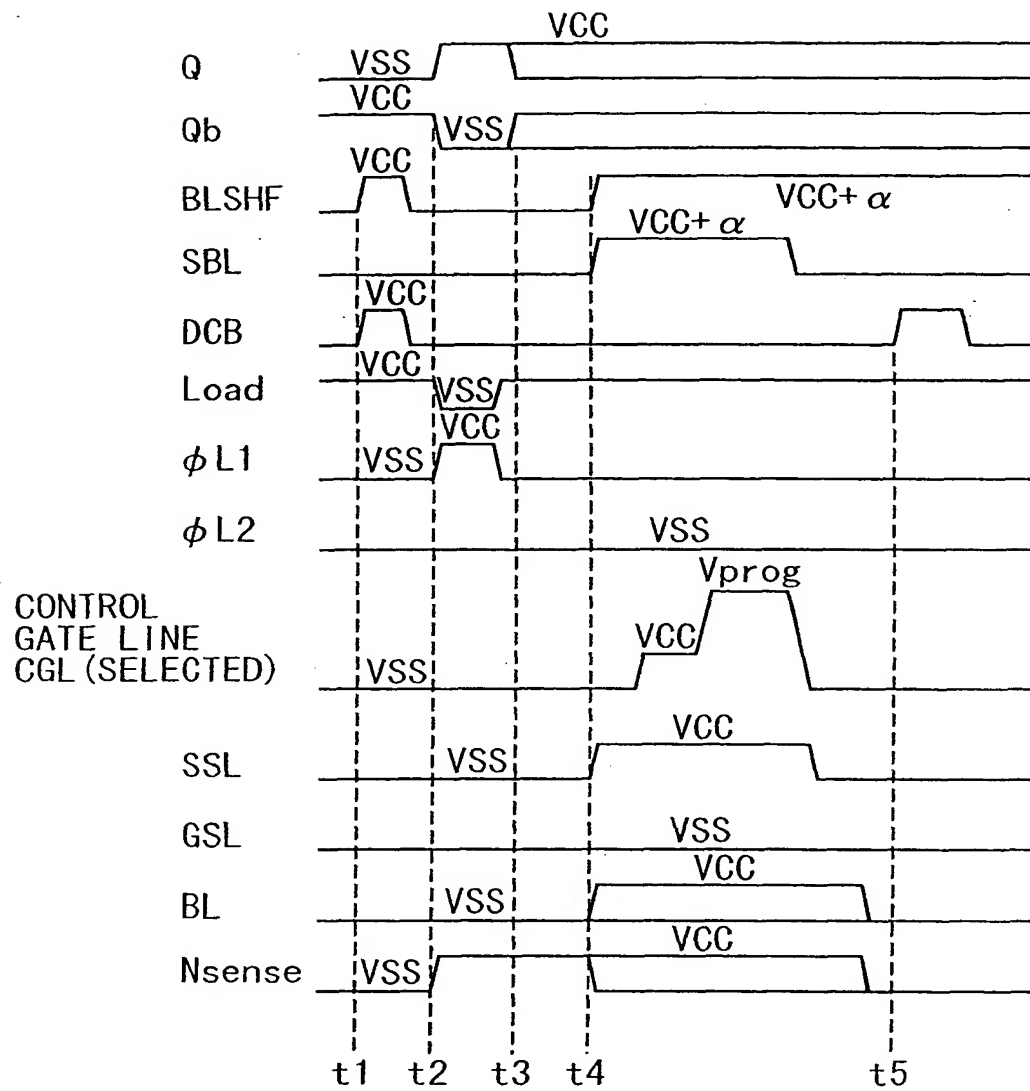 VCC
Q VSS
VCC
Qb VSS
VCC
BLSHF VCC+α
SBL VCC+α
VCC
DCB
VCC
Load VSS
VCC
φL1 VSS
φL2 VSS
Vprog
CONTROL
GATE LINE VCC
CGL(SELECTED) VSS
VCC
SSL VSS
GSL VSS
VCC
BL VSS
VCC
Nsense VSS
t1 t2 t3 t4 t5